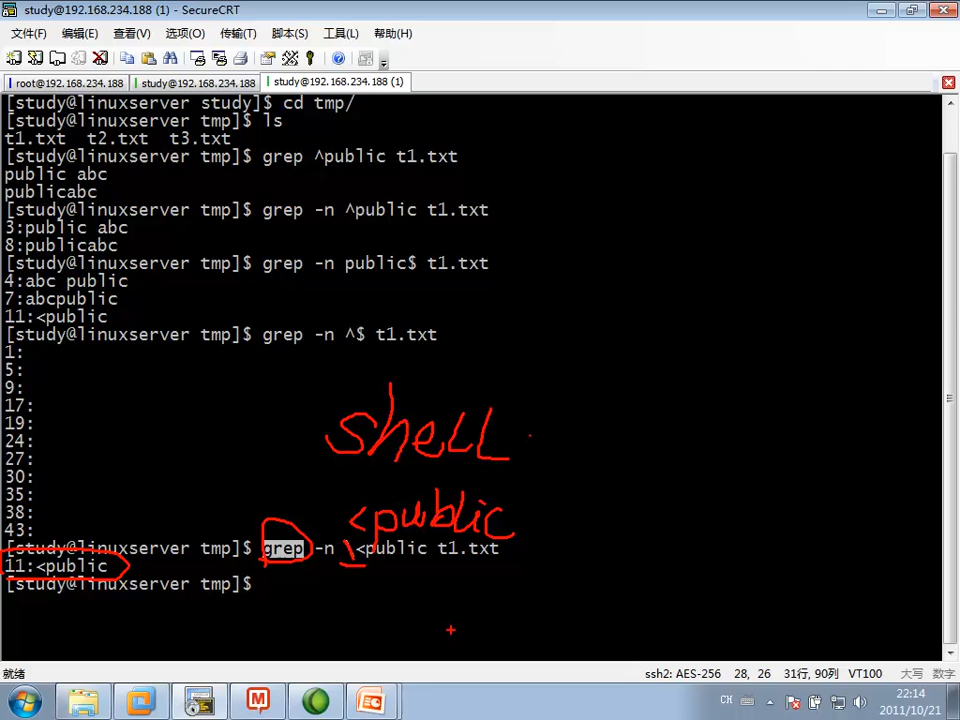 study@192.168.234.188 (1) - SecureCRT
文件(F) 编辑(E) 查看(V) 选项(O) 传输(T) 脚本(S) 工具(L) 帮助(H)
root@192.168.234.188 study@192.168.234.188 study@192.168.234.188 (1)
[study@linuxserver study]$ cd tmp/
[study@linuxserver tmp]$ ls
t1.txt  t2.txt  t3.txt
[study@linuxserver tmp]$ grep ^public t1.txt
public abc
publicabc
[study@linuxserver tmp]$ grep -n ^public t1.txt
3:public abc
8:publicabc
[study@linuxserver tmp]$ grep -n public$ t1.txt
4:abc public
7:abcpublic
11:<public
[study@linuxserver tmp]$ grep -n ^$ t1.txt
1:
5:
9:
17:
19:
24:
27:
30:
35:
38:
43:
shell
<public
[study@linuxserver tmp]$ grep -n \<public t1.txt
11:<public
[study@linuxserver tmp]$
就绪 ssh2: AES-256 28, 26 31行, 90列 VT100 大写 数字
CH 22:14
2011/10/21